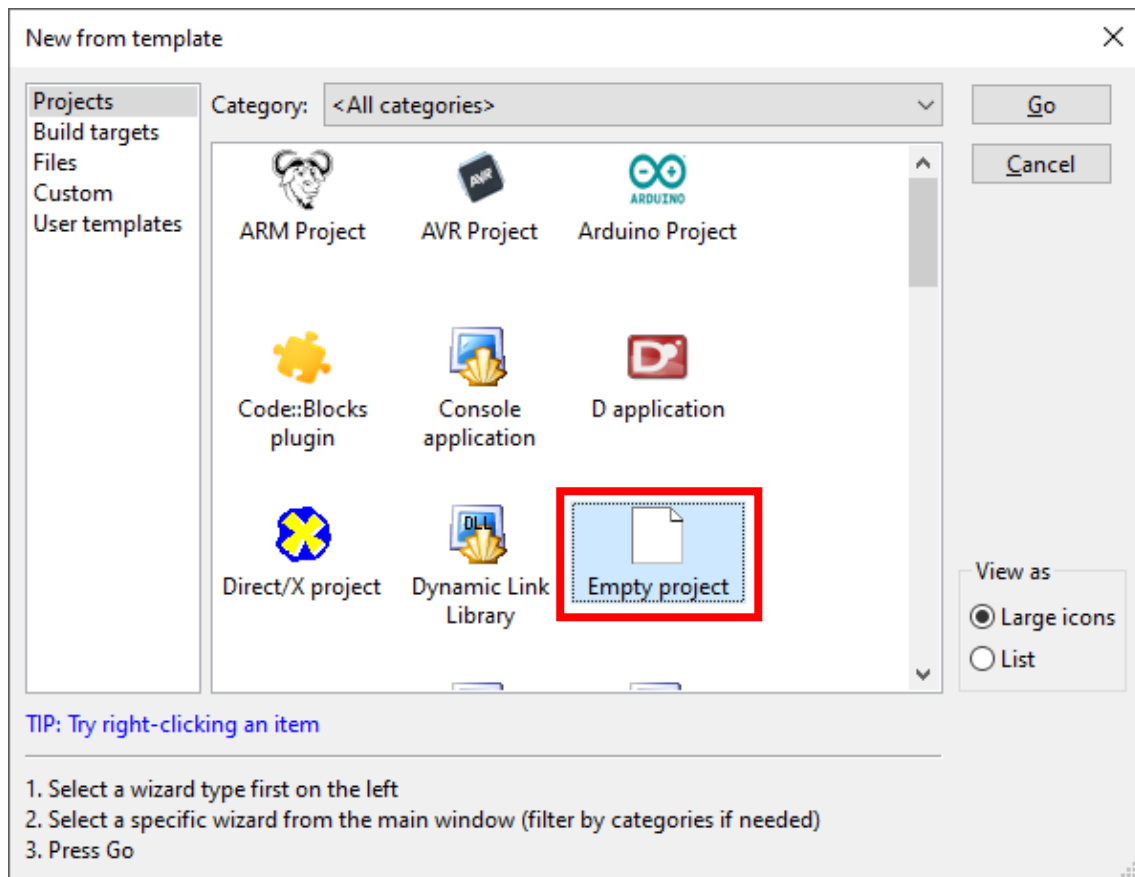 New from template
Projects
Build targets
Files
Custom
User templates
Category: <All categories>
Go
Cancel
AVR
ARDUINO
ARM Project AVR Project Arduino Project
D
Code::Blocks plugin
Console application
D application
DLL
Direct/X project
Dynamic Link Library
Empty project
View as
Large icons
List
TIP: Try right-clicking an item
1. Select a wizard type first on the left
2. Select a specific wizard from the main window (filter by categories if needed)
3. Press Go